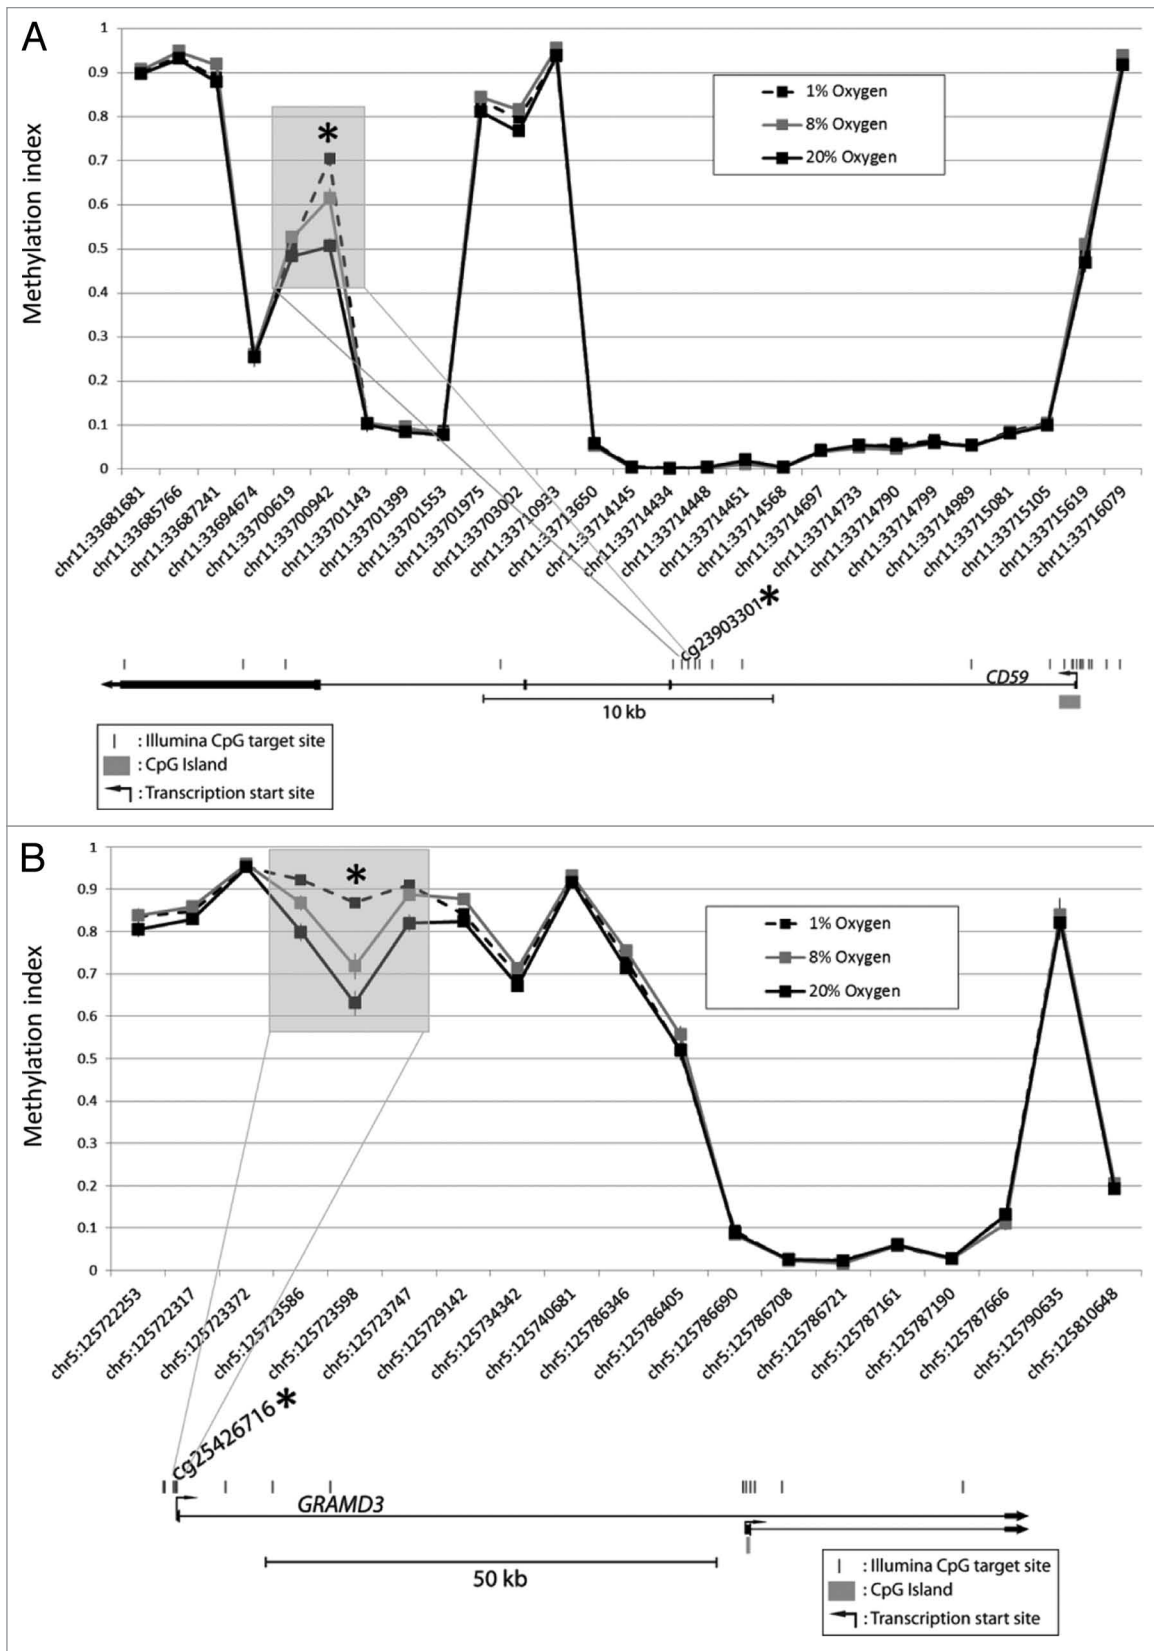 A
Methylation index
1
0.9
0.8
0.7
0.6
0.5
0.4
0.3
0.2
0.1
0
*
1% Oxygen
8% Oxygen
20% Oxygen
chr11:33681681
chr11:33685766
chr11:33687241
chr11:33694674
chr11:33700619
chr11:33700942
chr11:33701143
chr11:33701399
chr11:33701553
chr11:33701975
chr11:33703002
chr11:33710933
chr11:33713650
chr11:33714145
chr11:33714434
chr11:33714448
chr11:33714451
chr11:33714568
chr11:33714697
chr11:33714733
chr11:33714790
chr11:33714799
chr11:33714989
chr11:33715081
chr11:33715105
chr11:33715619
chr11:33716079
cg23903301*
CD59
10 kb
: Illumina CpG target site
: CpG Island
: Transcription start site
B
Methylation index
1
0.9
0.8
0.7
0.6
0.5
0.4
0.3
0.2
0.1
0
*
1% Oxygen
8% Oxygen
20% Oxygen
chr5:125722253
chr5:125722317
chr5:125723372
chr5:125723586
chr5:125723598
chr5:125723747
chr5:125729142
chr5:125734342
chr5:125740681
chr5:125786346
chr5:125786405
chr5:125786690
chr5:125786708
chr5:125786721
chr5:125787161
chr5:125787190
chr5:125787666
chr5:125790635
chr5:125810648
cg25426716*
GRAMD3
50 kb
: Illumina CpG target site
: CpG Island
: Transcription start site